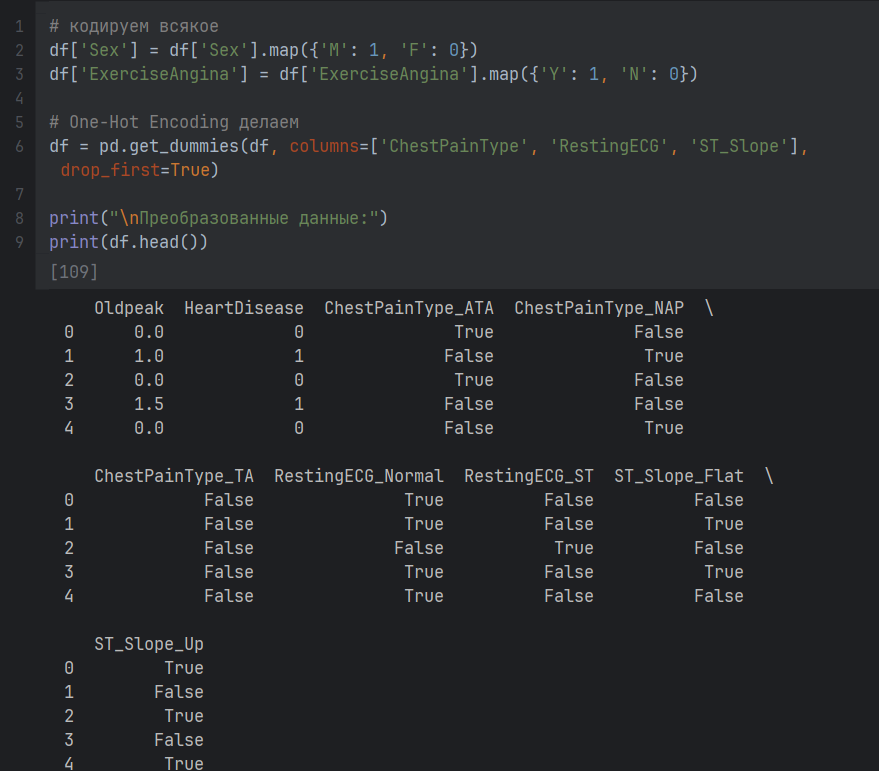 1 # кодируем всякое
2 df['Sex'] = df['Sex'].map({'M': 1, 'F': 0})
3 df['ExerciseAngina'] = df['ExerciseAngina'].map({'Y': 1, 'N': 0})
4
5 # One-Hot Encoding делаем
6 df = pd.get_dummies(df, columns=['ChestPainType', 'RestingECG', 'ST_Slope'],
drop_first=True)
7
8 print("\nПреобразованные данные:")
9 print(df.head())
[109]
Oldpeak HeartDisease ChestPainType_ATA ChestPainType_NAP \
0 0.0 0 True False
1 1.0 1 False True
2 0.0 0 True False
3 1.5 1 False False
4 0.0 0 False True
ChestPainType_TA RestingECG_Normal RestingECG_ST ST_Slope_Flat \
0 False True False False
1 False True False True
2 False False True False
3 False True False True
4 False True False False
ST_Slope_Up
0 True
1 False
2 True
3 False
4 True